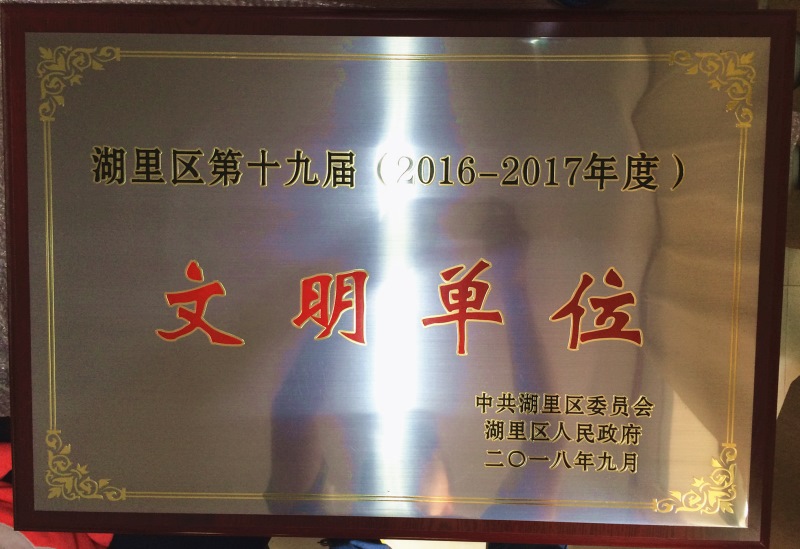 湖里区第十九届（2016-2017年度）
文明单位
中共湖里区委员会
湖里区人民政府
二〇一八年九月